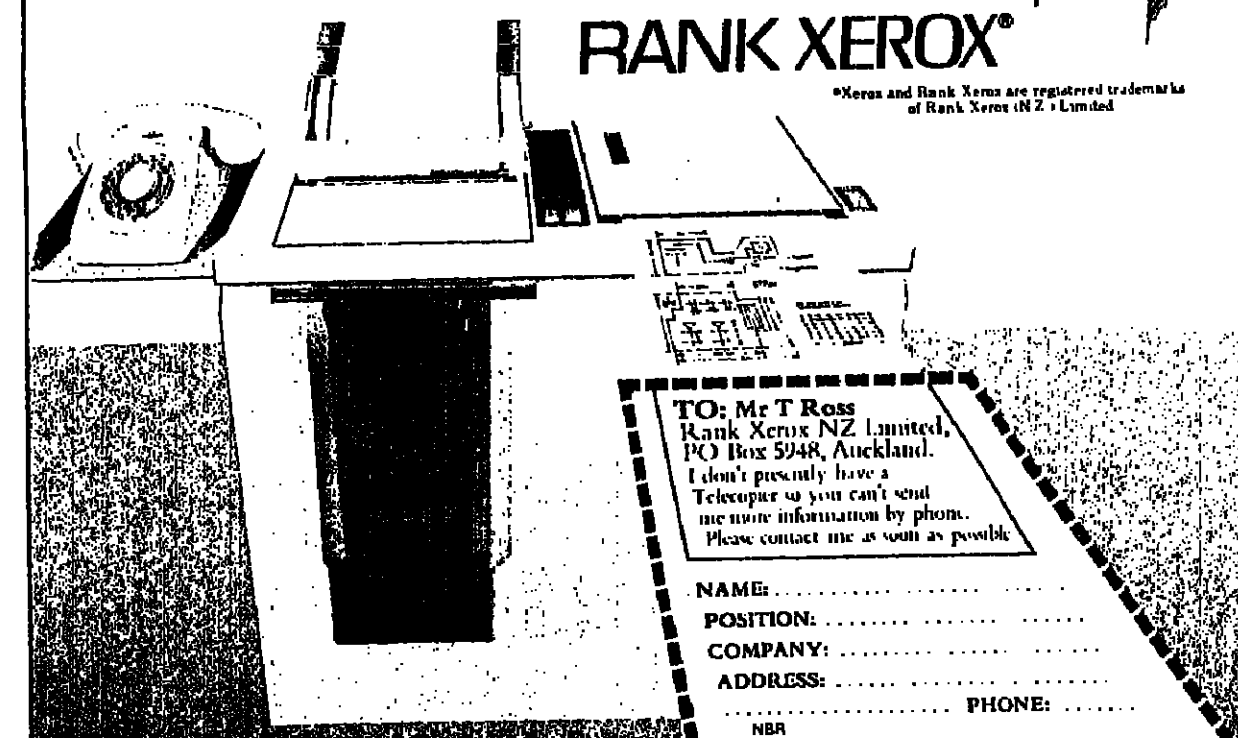 RANK XEROX®
®Xerox and Rank Xerox are registered trademarks
of Rank Xerox (NZ) Limited
TO: Mr T Ross
Rank Xerox NZ Limited,
PO Box 5948, Auckland.
I don't presently have a
Telecopier so you can't send
me more information by phone.
Please contact me as soon as possible
NAME: . . . . . . . . . . . . . . . . . . . . . .
POSITION: . . . . . . . . . . . . . . . . . . .
COMPANY: . . . . . . . . . . . . . . . . . . .
ADDRESS: . . . . . . . . . . . . . . . . . . . .
. . . . . . . . . . . . . . . . . . . . PHONE: . . . . . . .
NBR